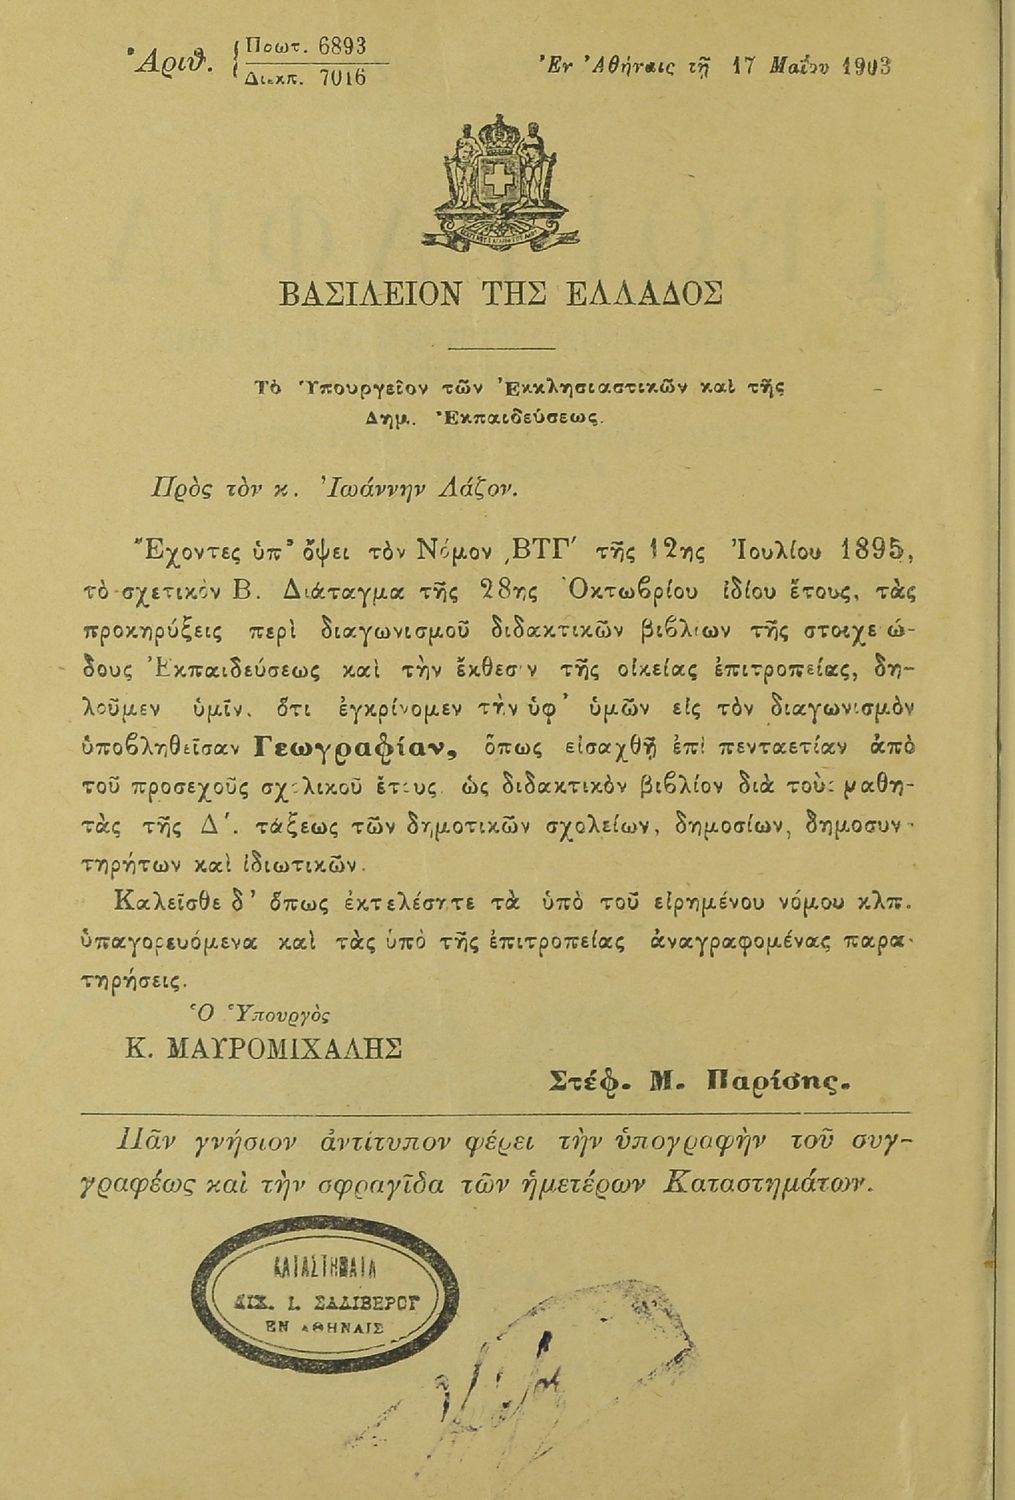 Ἀριθ. { Πρωτ. 6893
Διεκπ. 7016
Ἐν Ἀθήναις τῇ 17 Μαΐου 1903
ΒΑΣΙΛΕΙΟΝ ΤΗΣ ΕΛΛΑΔΟΣ
Τὸ Ὑπουργεῖον τῶν Ἐκκλησιαστικῶν καὶ τῆς
Δημ. Ἐκπαιδεύσεως.
Πρὸς τὸν κ. Ἰωάννην Λάζον.
Ἔχοντες ὑπ' ὄψει τὸν Νόμον ͵ΒΤΓ' τῆς 12ης Ἰουλίου 1895,
τὸ σχετικὸν Β. Διάταγμα τῆς 28ης Ὀκτωβρίου ἰδίου ἔτους, τὰς
προκηρύξεις περὶ διαγωνισμοῦ διδακτικῶν βιβλίων τῆς στοιχειώ-
δους Ἐκπαιδεύσεως καὶ τὴν ἔκθεσιν τῆς οἰκείας ἐπιτροπείας, δη-
λοῦμεν ὑμῖν, ὅτι ἐγκρίνομεν τὴν ὑφ' ὑμῶν εἰς τὸν διαγωνισμὸν
ὑποβληθεῖσαν Γεωγραφίαν, ὅπως εἰσαχθῇ ἐπὶ πενταετίαν ἀπὸ
τοῦ προσεχοῦς σχολικοῦ ἔτους ὡς διδακτικὸν βιβλίον διὰ τοὺς μαθη-
τὰς τῆς Δ'. τάξεως τῶν δημοτικῶν σχολείων, δημοσίων, δημοσυν-
τηρήτων καὶ ἰδιωτικῶν.
Καλεῖσθε δ' ὅπως ἐκτελέσητε τὰ ὑπὸ τοῦ εἰρημένου νόμου κλπ.
ὑπαγορευόμενα καὶ τὰς ὑπὸ τῆς ἐπιτροπείας ἀναγραφομένας παρα-
τηρήσεις.
Ὁ Ὑπουργὸς
Κ. ΜΑΥΡΟΜΙΧΑΛΗΣ
Στέφ. Μ. Παρίσης.
Πᾶν γνήσιον ἀντίτυπον φέρει τὴν ὑπογραφὴν τοῦ συγ-
γραφέως καὶ τὴν σφραγῖδα τῶν ἡμετέρων Καταστημάτων.
ΚΑΤΑΣΤΗΜΑΤΑ
ΜΙΧ. Ι. ΣΑΛΙΒΕΡΟΥ
ΕΝ ΑΘΗΝΑΙΣ